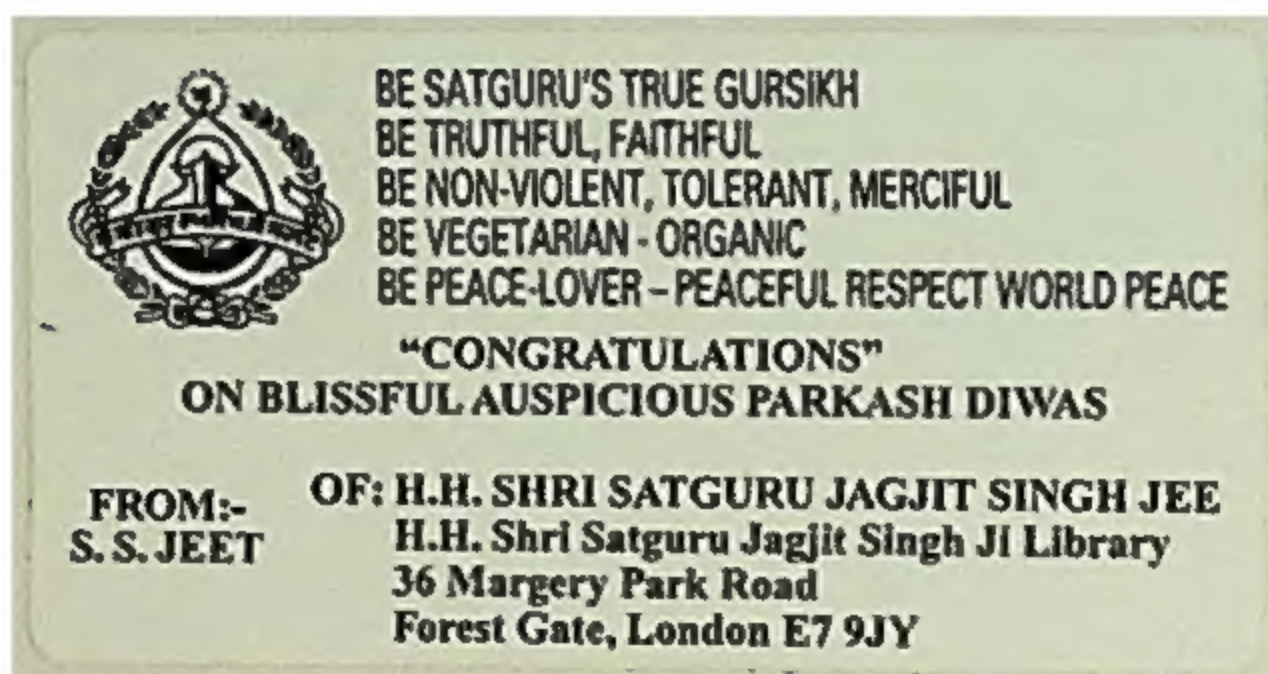 BE SATGURU'S TRUE GURSIKH
BE TRUTHFUL, FAITHFUL
BE NON-VIOLENT, TOLERANT, MERCIFUL
BE VEGETARIAN - ORGANIC
BE PEACE-LOVER – PEACEFUL RESPECT WORLD PEACE
"CONGRATULATIONS"
ON BLISSFUL AUSPICIOUS PARKASH DIWAS
FROM:-
S. S. JEET
OF: H.H. SHRI SATGURU JAGJIT SINGH JEE
H.H. Shri Satguru Jagjit Singh Ji Library
36 Margery Park Road
Forest Gate, London E7 9JY